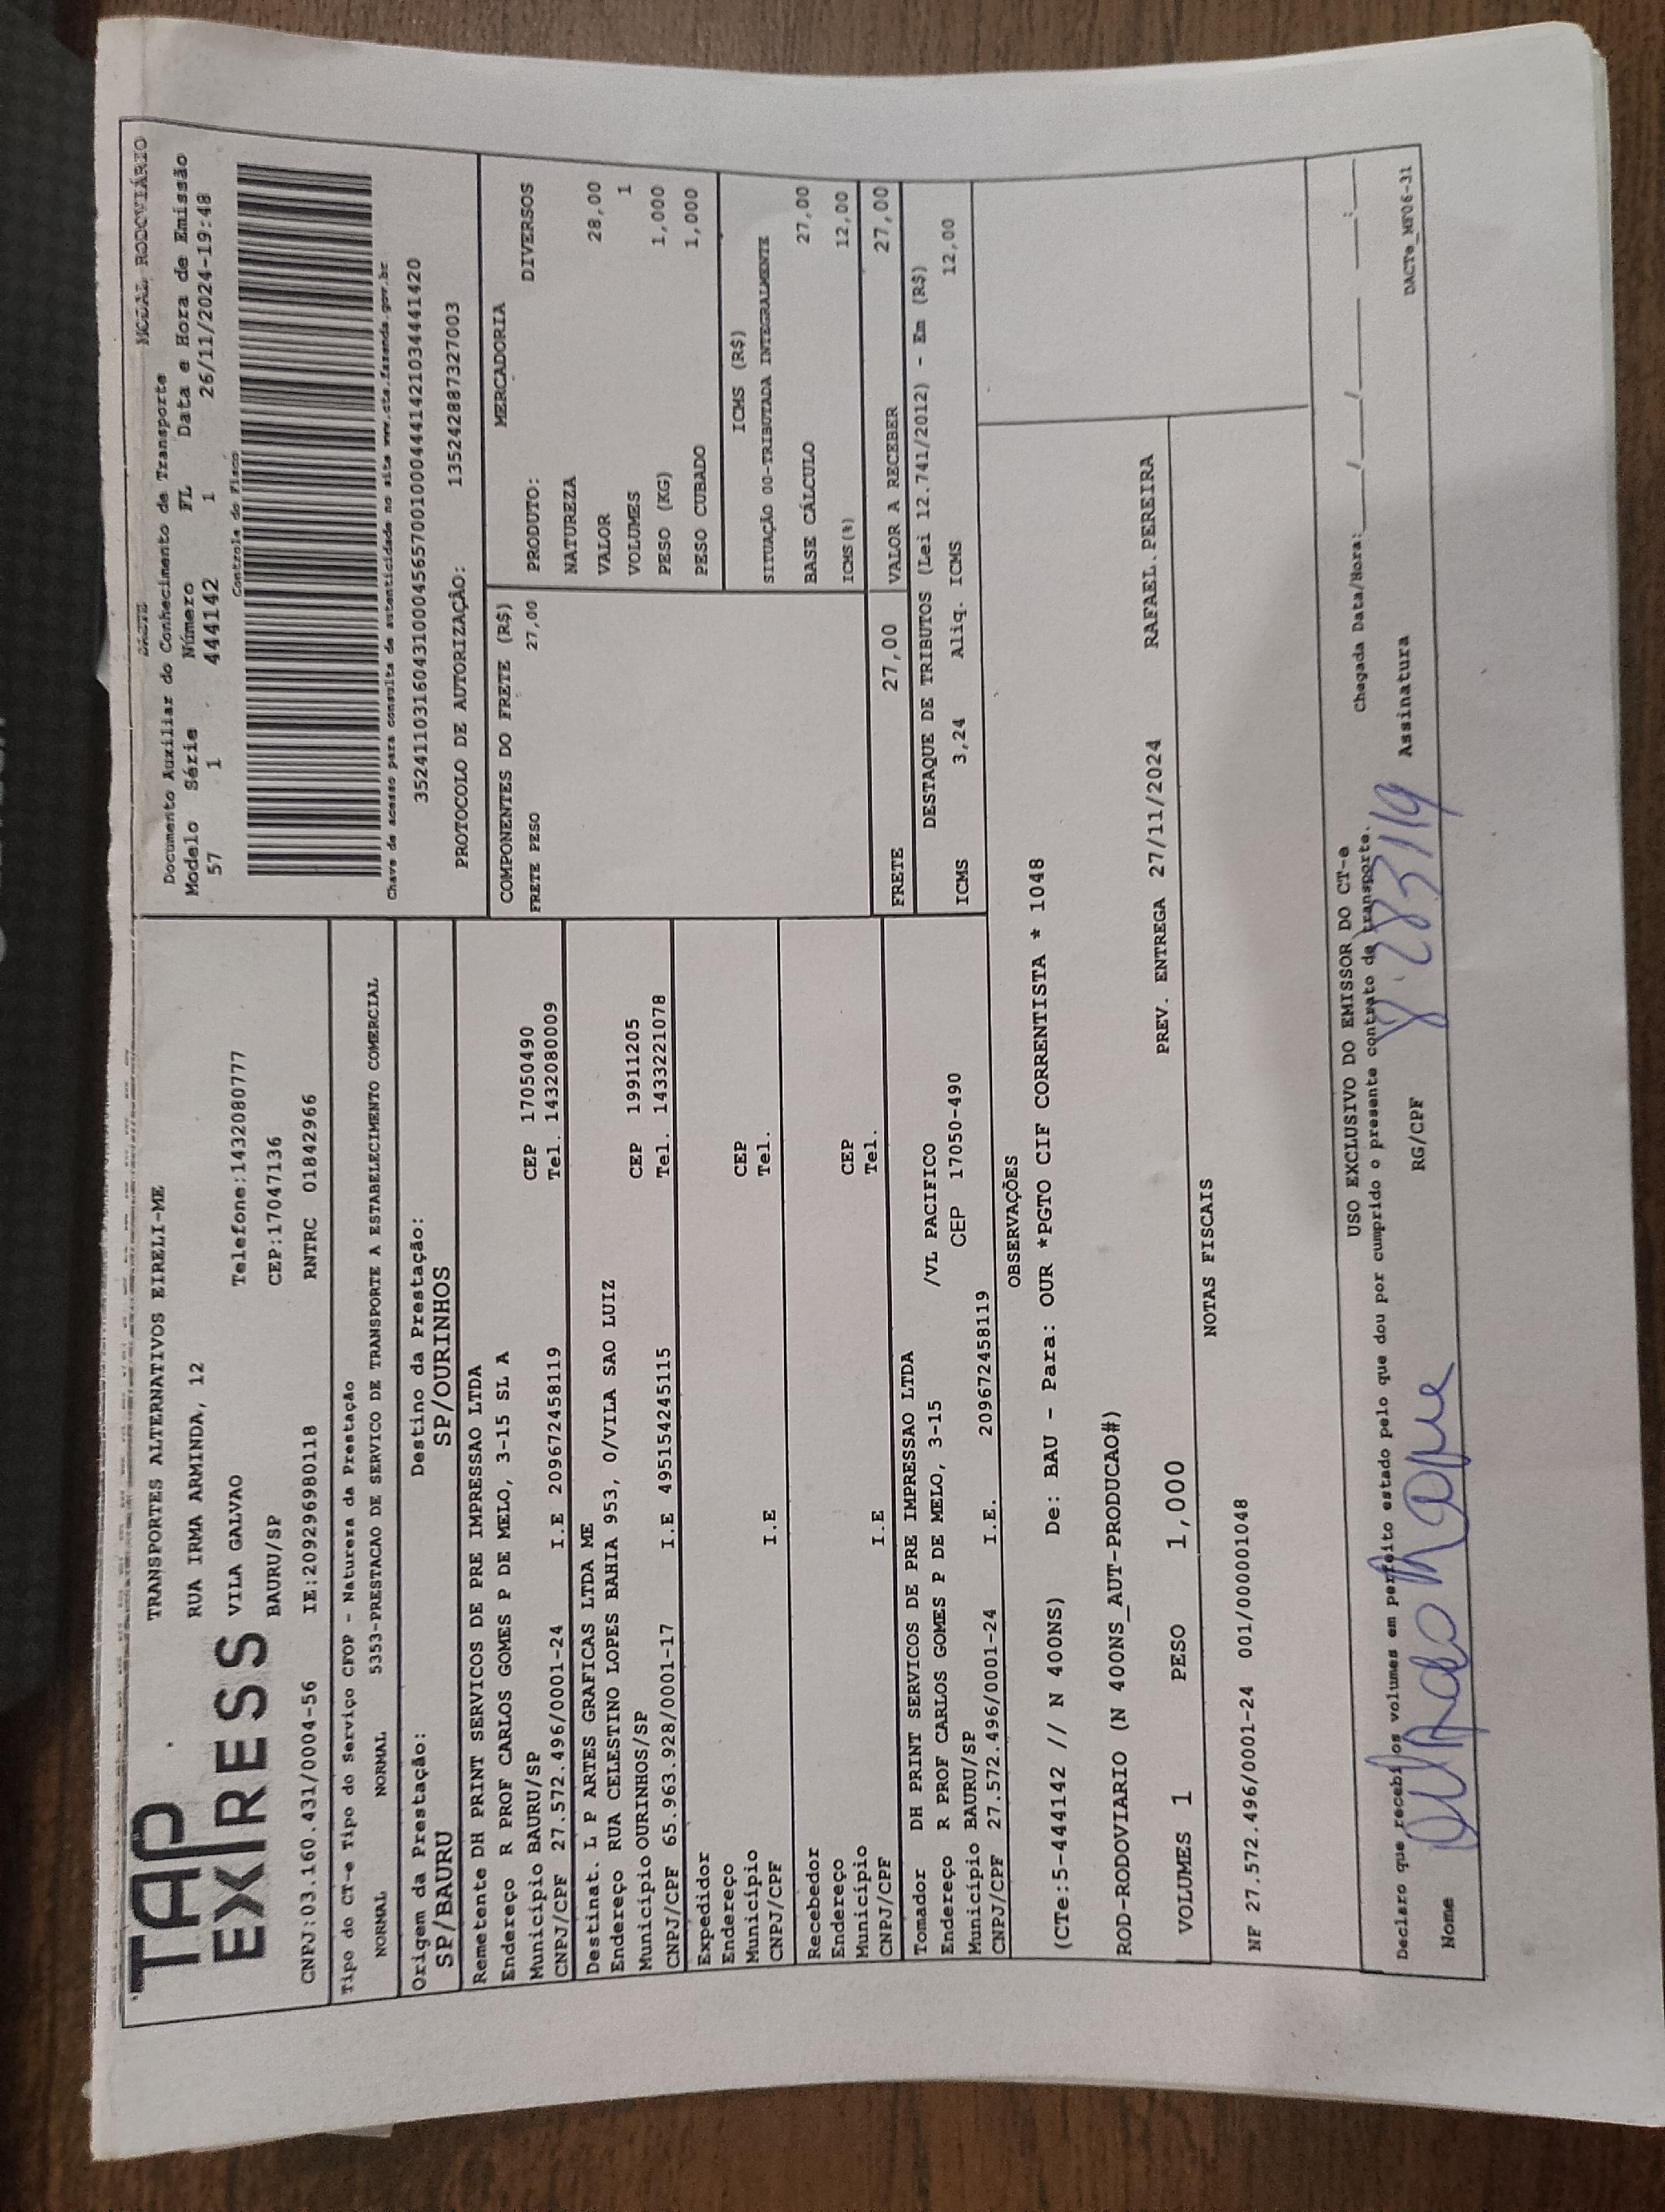 TAP
EXPRESS
TRANSPORTES ALTERNATIVOS EIRELI-ME
RUA IRMA ARMINDA, 12
VILA GALVAO Telefone:1432080777
BAURU/SP CEP:17047136
CNPJ:03.160.431/0004-56 IE:209296980118 RNTRC 01842966
DACTE MODAL RODOVIÁRIO
Documento Auxiliar do Conhecimento de Transporte
Modelo Série Número FL Data e Hora de Emissão
57 1 444142 1 26/11/2024-19:48
Controle do Fisco
Chave de acesso para consulta de autenticidade no site www.cte.fazenda.gov.br
35241103160431000456570010004441421034441420
PROTOCOLO DE AUTORIZAÇÃO: 135242887327003
Tipo do CT-e Tipo do Serviço CFOP - Natureza da Prestação
NORMAL NORMAL 5353-PRESTACAO DE SERVICO DE TRANSPORTE A ESTABELECIMENTO COMERCIAL
Origem da Prestação: Destino da Prestação:
SP/BAURU SP/OURINHOS
Remetente DH PRINT SERVICOS DE PRE IMPRESSAO LTDA
Endereço R PROF CARLOS GOMES P DE MELO, 3-15 SL A
Município BAURU/SP CEP 17050490
CNPJ/CPF 27.572.496/0001-24 I.E 209672458119 Tel. 1432080009
Destinat. L P ARTES GRAFICAS LTDA ME
Endereço RUA CELESTINO LOPES BAHIA 953, 0/VILA SAO LUIZ
Município OURINHOS/SP CEP 19911205
CNPJ/CPF 65.963.928/0001-17 I.E 495154245115 Tel. 1433221078
Expedidor
Endereço
Município CEP
CNPJ/CPF I.E Tel.
Recebedor
Endereço
Município CEP
CNPJ/CPF I.E Tel.
Tomador DH PRINT SERVICOS DE PRE IMPRESSAO LTDA
Endereço R PROF CARLOS GOMES P DE MELO, 3-15 /VL PACIFICO
Município BAURU/SP CEP 17050-490
CNPJ/CPF 27.572.496/0001-24 I.E. 209672458119
COMPONENTES DO FRETE (R$)
FRETE PESO 27,00
MERCADORIA
PRODUTO: DIVERSOS
NATUREZA
VALOR 28,00
VOLUMES 1
PESO (KG) 1,000
PESO CUBADO 1,000
ICMS (R$)
SITUAÇÃO 00-TRIBUTADA INTEGRALMENTE
BASE CÁLCULO 27,00
ICMS(%) 12,00
FRETE 27,00 VALOR A RECEBER 27,00
DESTAQUE DE TRIBUTOS (Lei 12.741/2012) - Em (R$)
ICMS 3,24 Aliq. ICMS 12,00
OBSERVAÇÕES
(CTe:5-444142 // N 400NS) De: BAU - Para: OUR *PGTO CIF CORRENTISTA * 1048
ROD-RODOVIARIO (N 400NS_AUT-PRODUCAO#)
PREV. ENTREGA 27/11/2024 RAFAEL.PEREIRA
VOLUMES 1 PESO 1,000
NOTAS FISCAIS
NF 27.572.496/0001-24 001/000001048
USO EXCLUSIVO DO EMISSOR DO CT-e
Declaro que recebi os volumes em perfeito estado pelo que dou por cumprido o presente contrato de transporte. Chegada Data/Hora:___/___/___ ___:___
Nome RG/CPF Assinatura
DACTe_MF06-31